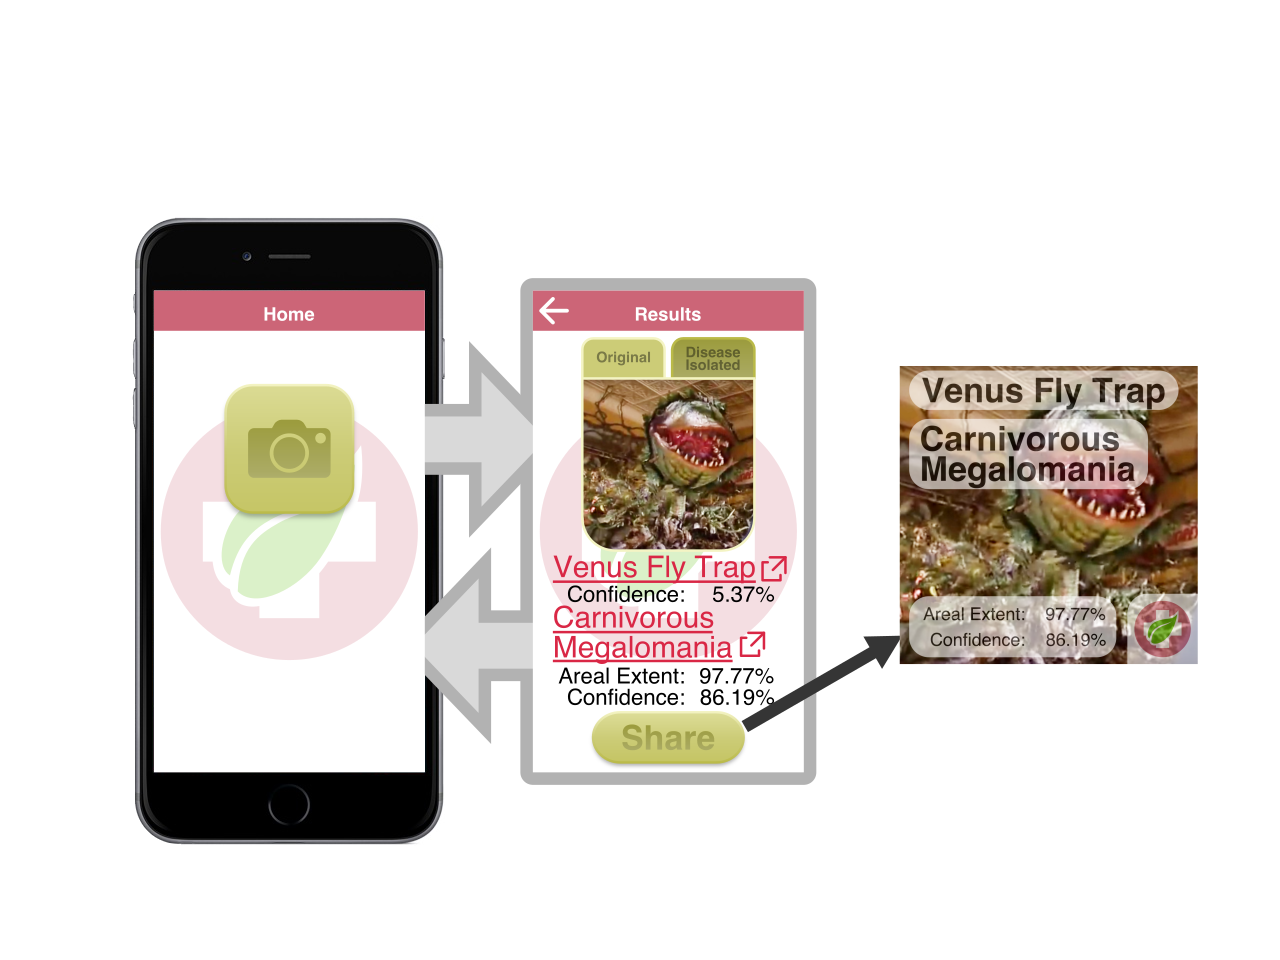 Home
Results
Original
Disease
Isolated
Venus Fly Trap
Confidence: 5.37%
Carnivorous
Megalomania
Areal Extent: 97.77%
Confidence: 86.19%
Share
Venus Fly Trap
Carnivorous
Megalomania
Areal Extent: 97.77%
Confidence: 86.19%